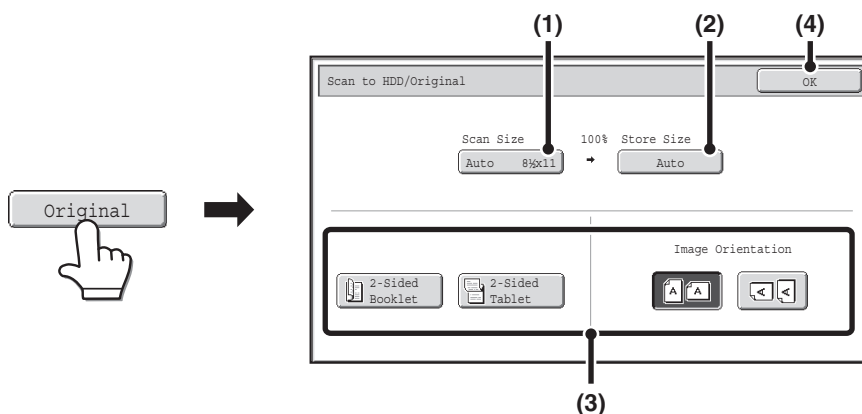 (1) (2) (4)
Scan to HDD/Original OK
Scan Size 100% Store Size
Auto 8½x11 Auto
Original
Image Orientation
2-Sided Booklet
2-Sided Tablet
A A A A
(3)